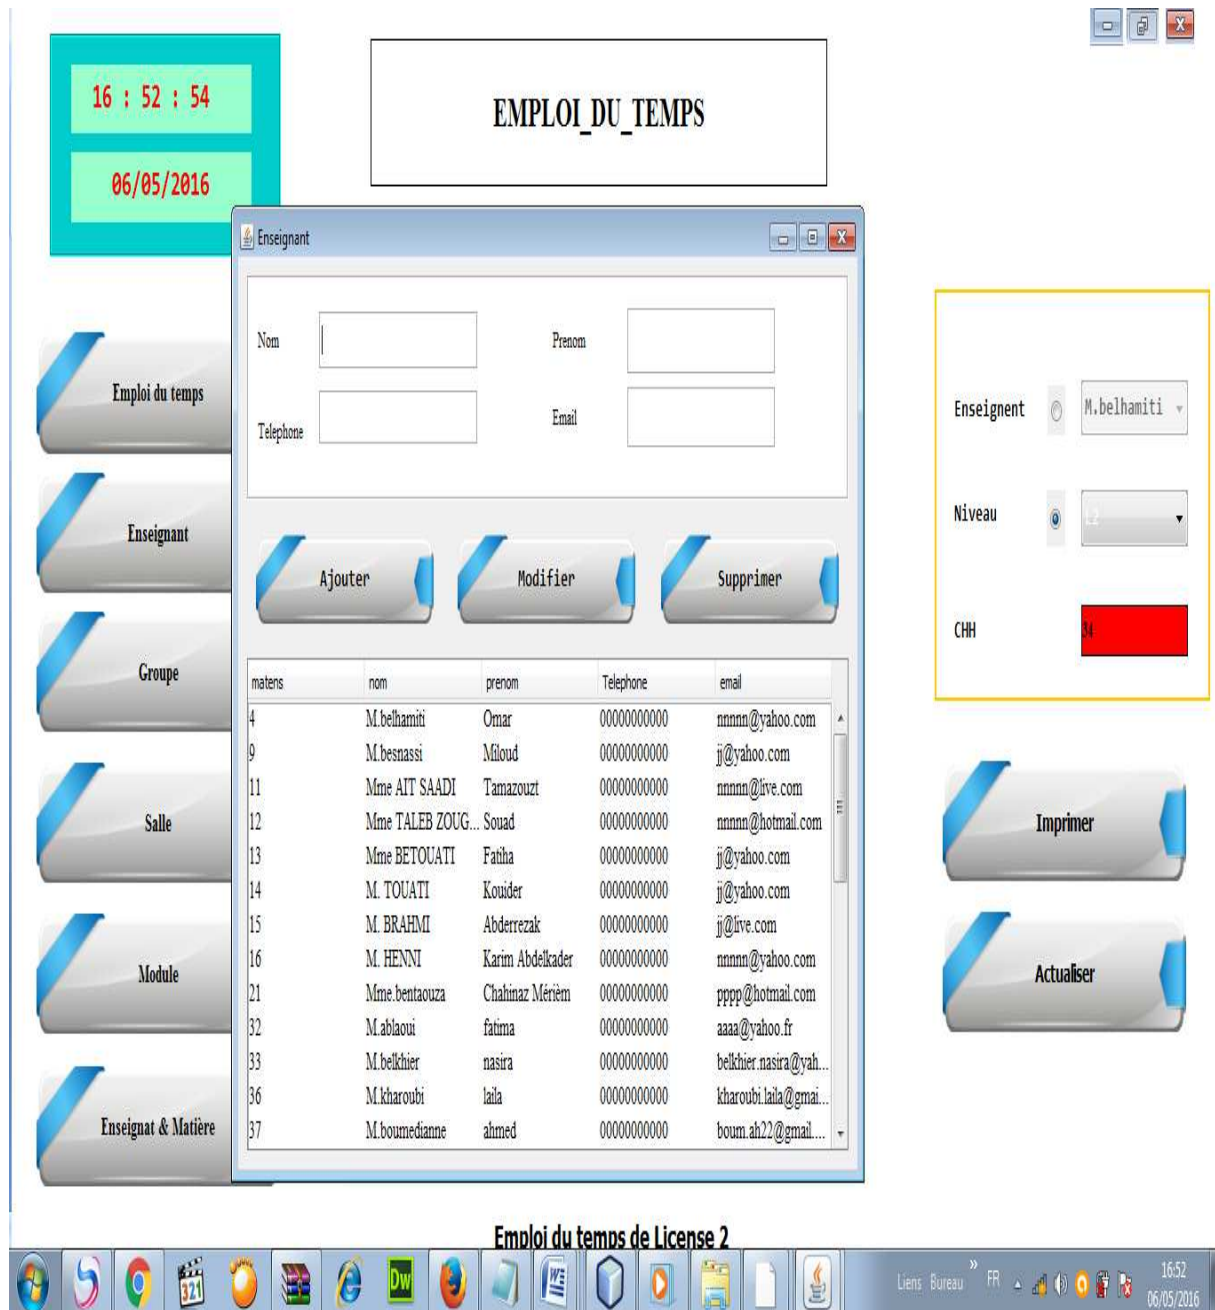 16 : 52 : 54
06/05/2016
EMPLOI_DU_TEMPS
Enseignant
Nom
Prenom
Telephone
Email
Ajouter
Modifier
Supprimer
matens nom prenom Telephone email
4 M.belhamiti Omar 00000000000 nnnnn@yahoo.com
9 M.besnassi Miloud 00000000000 jj@yahoo.com
11 Mme AIT SAADI Tamazouzt 00000000000 nnnnn@live.com
12 Mme TALEB ZOUG... Souad 00000000000 nnnnn@hotmail.com
13 Mme BETOUATI Fatiha 00000000000 jj@yahoo.com
14 M. TOUATI Kouider 00000000000 jj@yahoo.com
15 M. BRAHMI Abderrezak 00000000000 jj@live.com
16 M. HENNI Karim Abdelkader 00000000000 nnnnn@yahoo.com
21 Mme.bentaouza Chahinaz Mérièm 00000000000 pppp@hotmail.com
32 M.ablaoui fatima 00000000000 aaaa@yahoo.fr
33 M.belkhier nasira 00000000000 belkhier.nasira@yah...
36 M.kharoubi laila 00000000000 kharoubi.laila@gmai...
37 M.boumedianne ahmed 00000000000 boum.ah22@gmail....
Emploi du temps
Enseignant
Groupe
Salle
Module
Enseignat & Matière
Enseignent M.belhamiti
Niveau L2
CHH 34
Imprimer
Actualiser
Emploi du temps de License 2
321
Dw
Liens Bureau » FR
16:52
06/05/2016